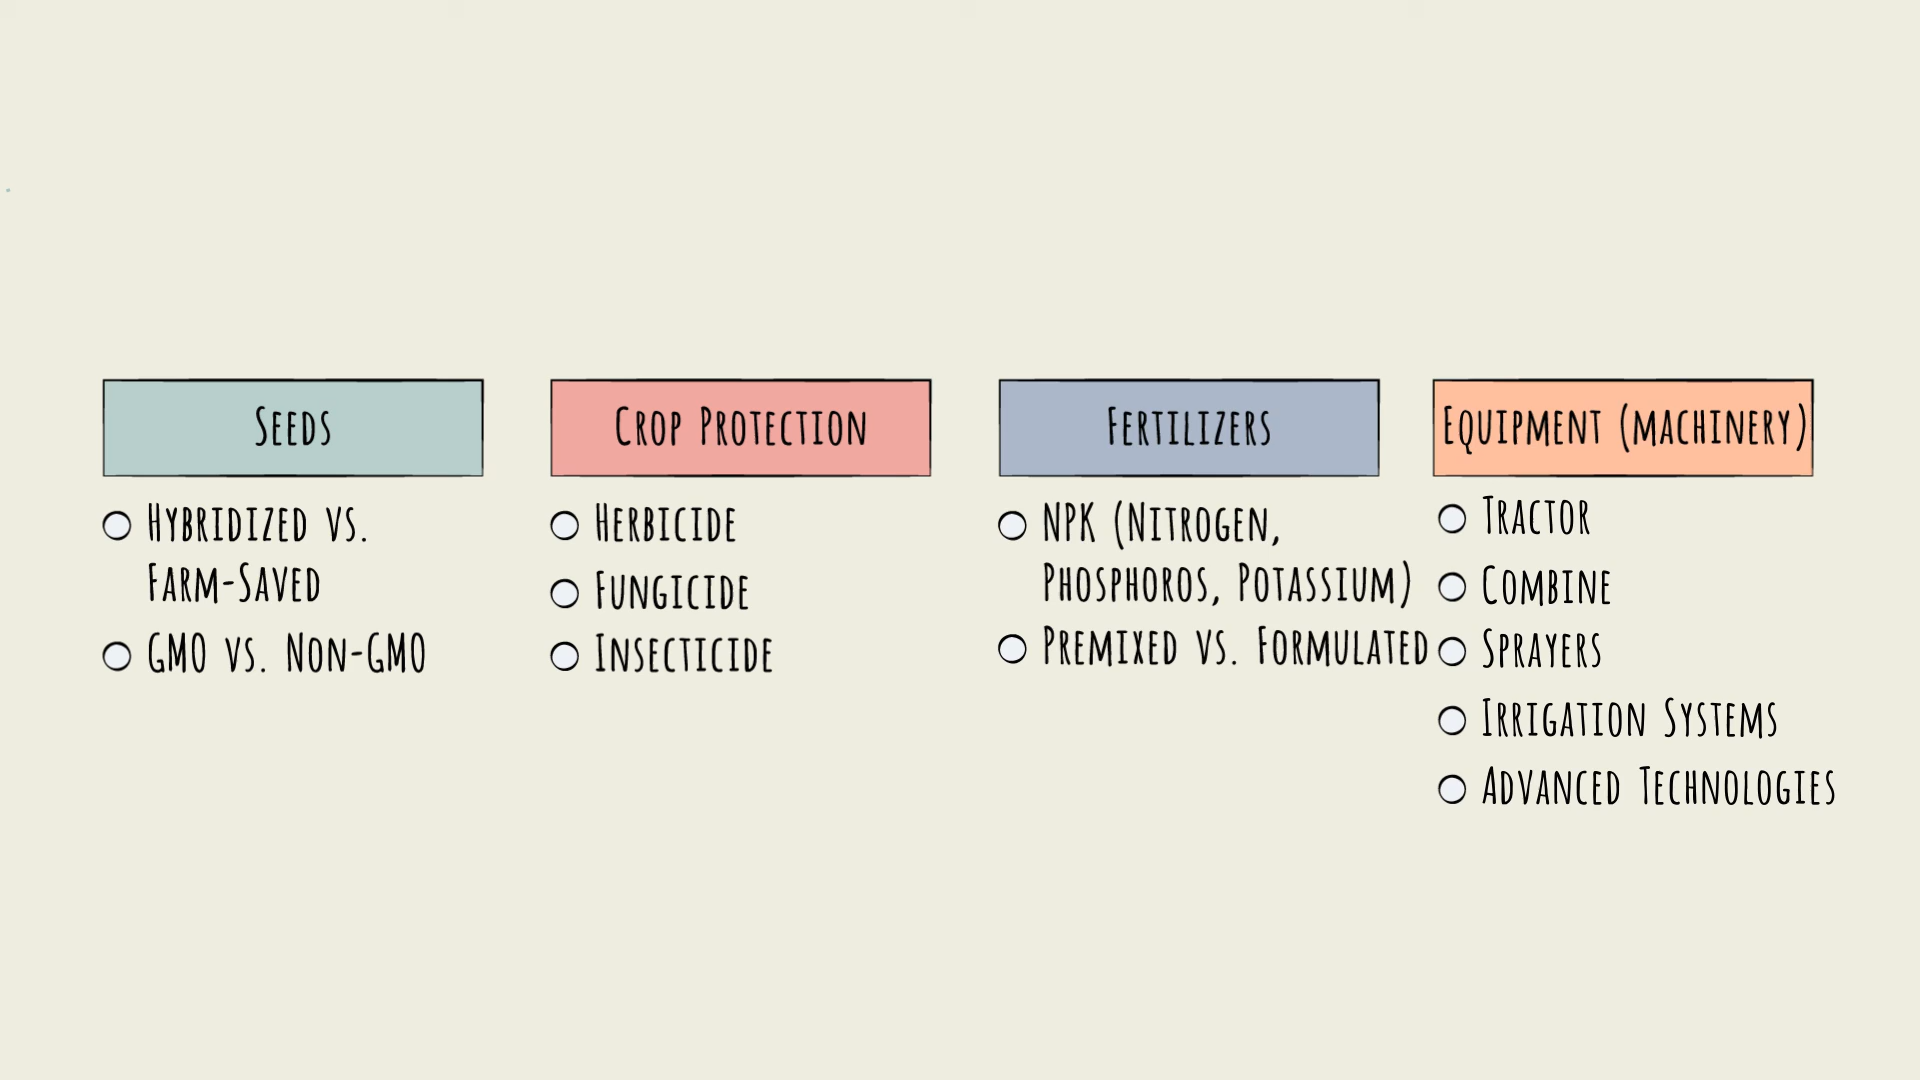 Seeds
Hybridized vs.
Farm-Saved
GMO vs. Non-GMO
Crop Protection
Herbicide
Fungicide
Insecticide
Fertilizers
NPK (Nitrogen,
Phosphoros, Potassium)
Premixed vs. Formulated
Equipment (machinery)
Tractor
Combine
Sprayers
Irrigation Systems
Advanced Technologies